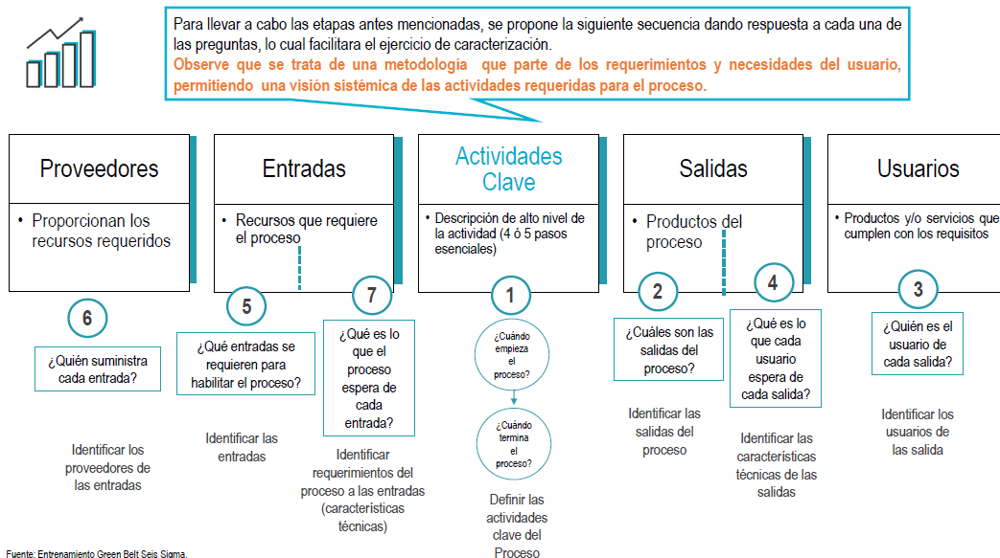 Para llevar a cabo las etapas antes mencionadas, se propone la siguiente secuencia dando respuesta a cada una de
las preguntas, lo cual facilitara el ejercicio de caracterización.
Observe que se trata de una metodología que parte de los requerimientos y necesidades del usuario,
permitiendo una visión sistémica de las actividades requeridas para el proceso.
Proveedores
• Proporcionan los
recursos requeridos
6
¿Quién suministra
cada entrada?
Identificar los
proveedores de
las entradas
Entradas
• Recursos que requiere
el proceso
5
¿Qué entradas se
requieren para
habilitar el proceso?
Identificar las
entradas
7
¿Qué es lo
que el
proceso
espera de
cada
entrada?
Identificar
requerimientos del
proceso a las entradas
(características
técnicas)
Actividades
Clave
• Descripción de alto nivel de
la actividad (4 ó 5 pasos
esenciales)
1
¿Cuándo
empieza
el
proceso?
¿Cuándo
termina
el
proceso?
Definir las
actividades
clave del
Proceso
Salidas
• Productos del
proceso
2
¿Cuáles son las
salidas del
proceso?
Identificar las
salidas del
proceso
4
¿Qué es lo
que cada
usuario
espera de
cada salida?
Identificar las
características
técnicas de las
salidas
Usuarios
• Productos y/o servicios que
cumplen con los requisitos
3
¿Quién es el
usuario de
cada salida?
Identificar los
usuarios de
las salida
Fuente: Entrenamiento Green Belt Seis Sigma.